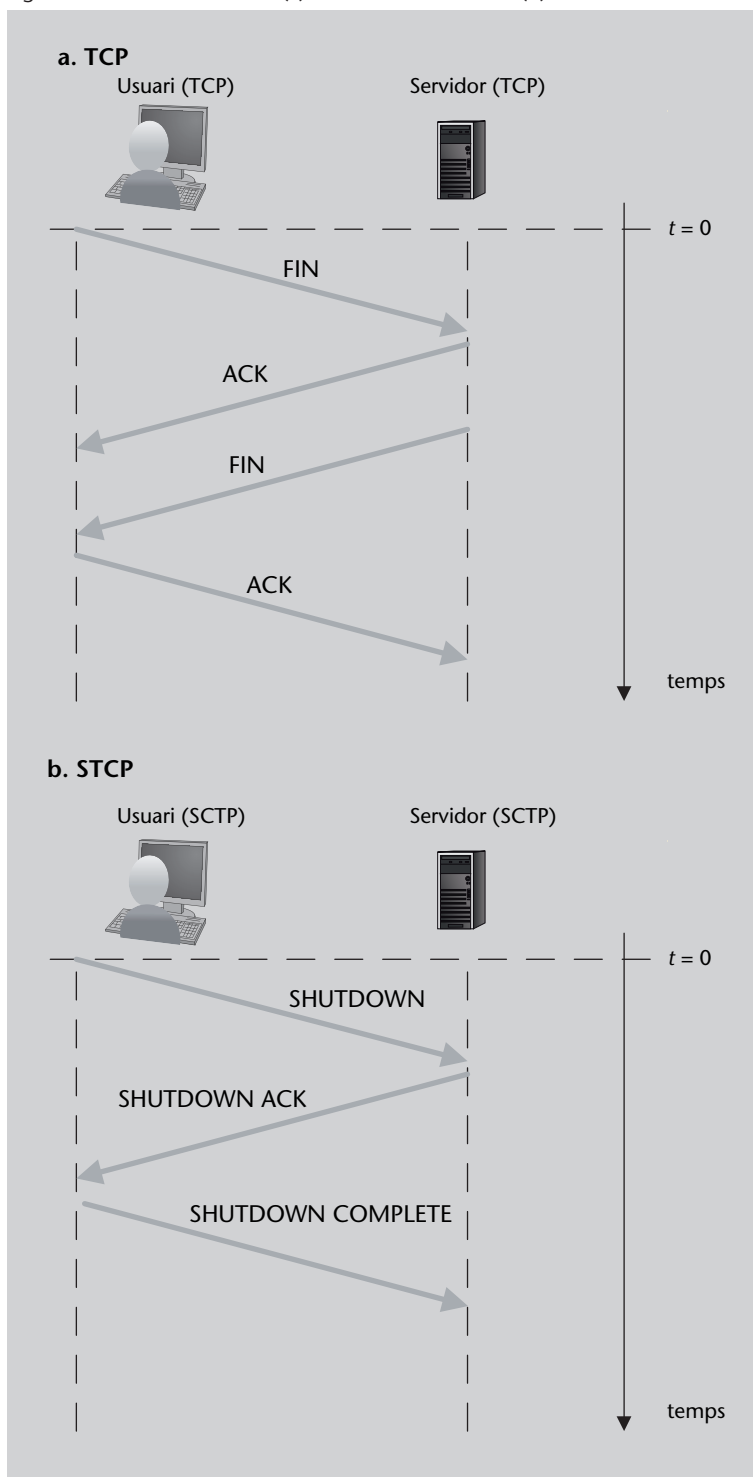 a. TCP
Usuari (TCP) Servidor (TCP)
t = 0
FIN
ACK
FIN
ACK
temps
b. STCP
Usuari (SCTP) Servidor (SCTP)
t = 0
SHUTDOWN
SHUTDOWN ACK
SHUTDOWN COMPLETE
temps